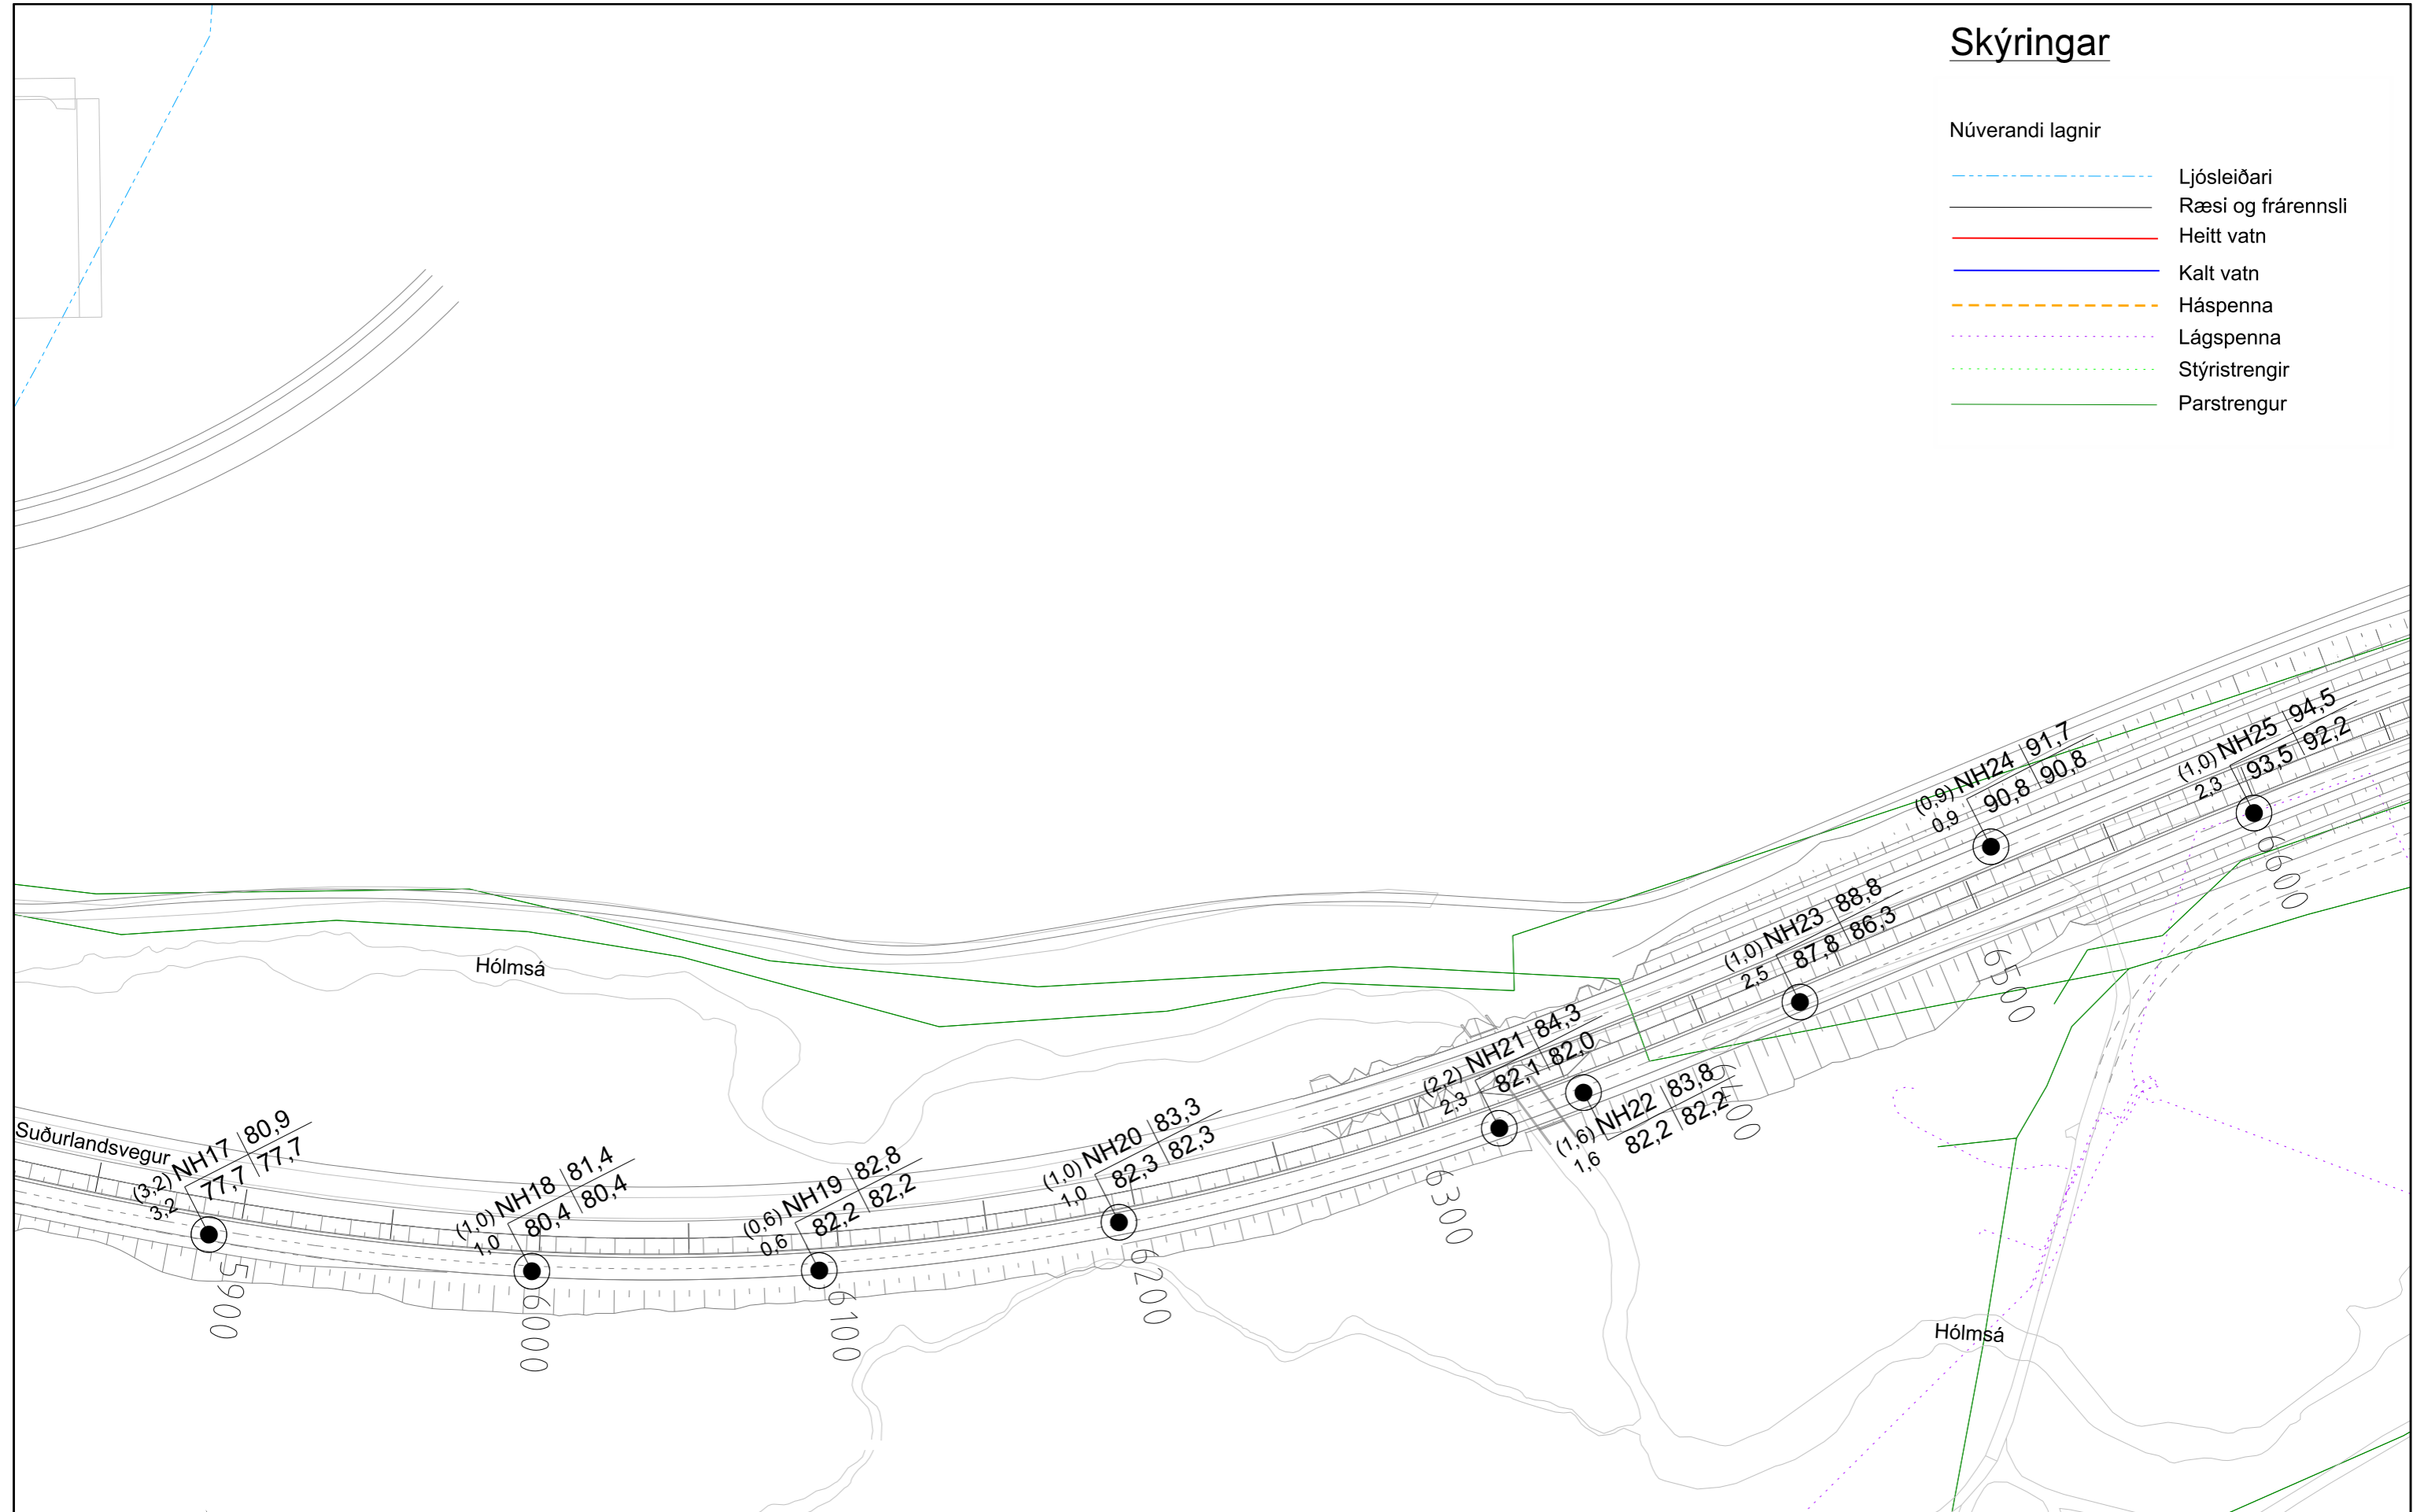 Skýringar
Núverandi lagnir
Ljósleiðari
Ræsi og frárennsli
Heitt vatn
Kalt vatn
Háspenna
Lágspenna
Stýristrengir
Parstrengur
Hólmsá
Suðurlandsvegur
(3,2) NH17 80,9
3,2 77,7 77,7
5900
(1,0) NH18 81,4
1,0 80,4 80,4
6000
(0,6) NH19 82,8
0,6 82,2 82,2
6100
(1,0) NH20 83,3
1,0 82,3 82,3
6200
(2,2) NH21 84,3
2,3 82,1 82,0
6300
(1,6) NH22 83,8
1,6 82,2 82,2
6400
(1,0) NH23 88,8
2,5 87,8 86,3
6500
(0,9) NH24 91,7
0,9 90,8 90,8
(1,0) NH25 94,5
2,3 93,5 92,2
6600
Hólmsá